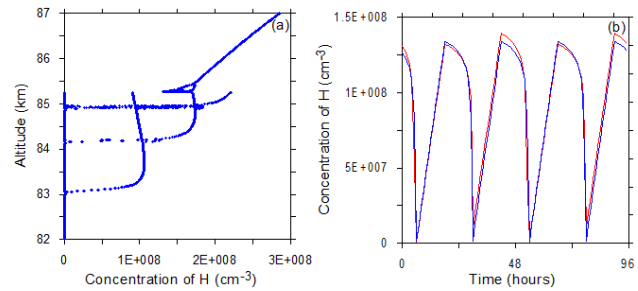 (a)
87
86
85
84
83
82
Altitude (km)
0 1E+008 2E+008 3E+008
Concentration of H (cm-3)
(b)
1.5E+008
1E+008
5E+007
0
Concentration of H (cm-3)
0 48 96
Time (hours)